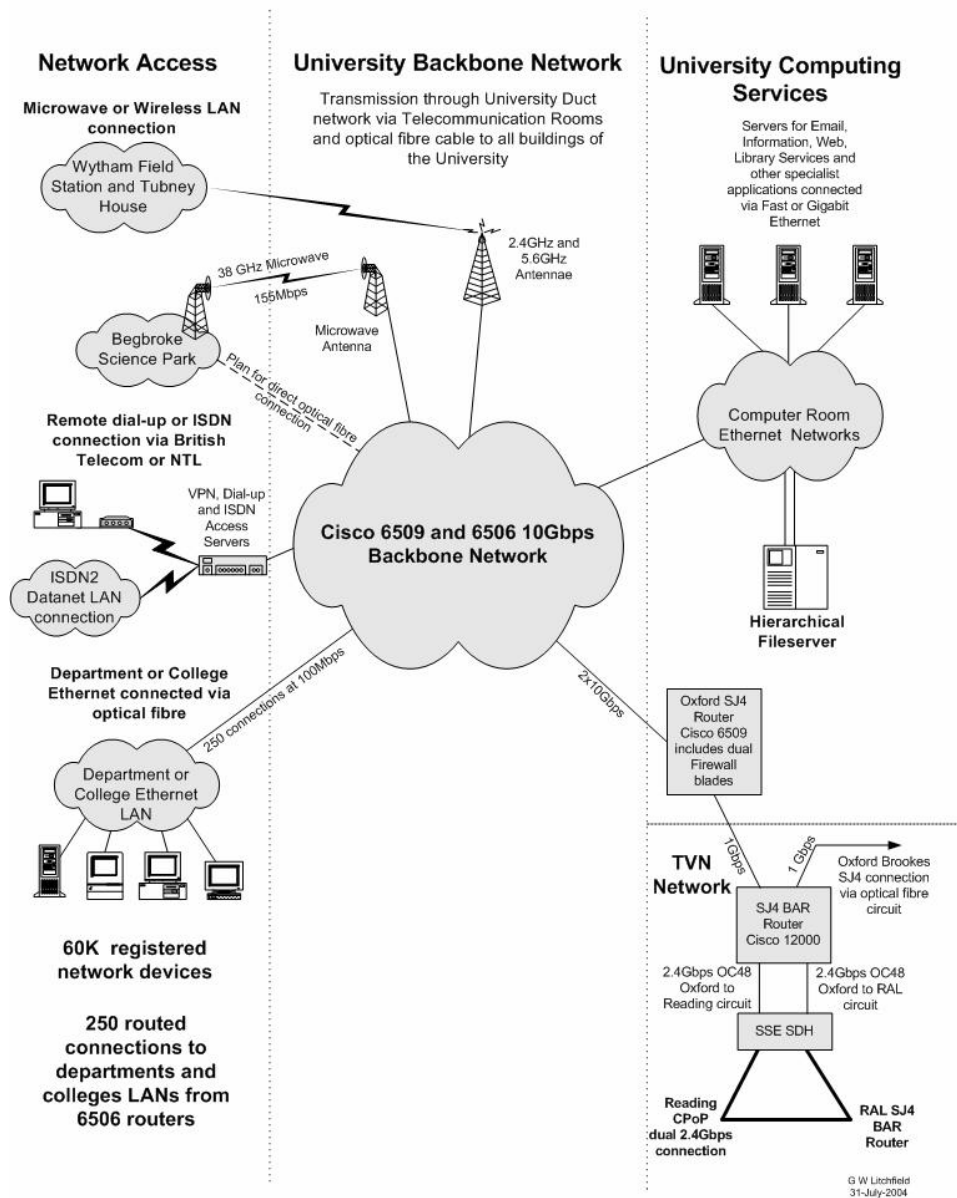 Network Access
Microwave or Wireless LAN
connection
Wytham Field
Station and Tubney
House
38 GHz Microwave
155Mbps
Begbroke
Science Park
Plan for direct optical fibre
connection
Remote dial-up or ISDN
connection via British
Telecom or NTL
VPN, Dial-up
and ISDN
Access
Servers
ISDN2
Datanet LAN
connection
Department or College
Ethernet connected via
optical fibre
250 connections at 100Mbps
Department or
College Ethernet
LAN
60K registered
network devices
250 routed
connections to
departments and
colleges LANs from
6506 routers
University Backbone Network
Transmission through University Duct
network via Telecommunication Rooms
and optical fibre cable to all buildings of
the University
2.4GHz and
5.6GHz
Antennae
Microwave
Antenna
Cisco 6509 and 6506 10Gbps
Backbone Network
2x10Gbps
University Computing
Services
Servers for Email,
Information, Web,
Library Services and
other specialist
applications connected
via Fast or Gigabit
Ethernet
Computer Room
Ethernet Networks
Hierarchical
Fileserver
Oxford SJ4
Router
Cisco 6509
includes dual
Firewall
blades
1Gbps
TVN
Network
1 Gbps
Oxford Brookes
SJ4 connection
via optical fibre
circuit
SJ4 BAR
Router
Cisco 12000
2.4Gbps OC48
Oxford to
Reading circuit
2.4Gbps OC48
Oxford to RAL
circuit
SSE SDH
Reading
CPoP
dual 2.4Gbps
connection
RAL SJ4
BAR
Router
G W Litchfield
31-July-2004